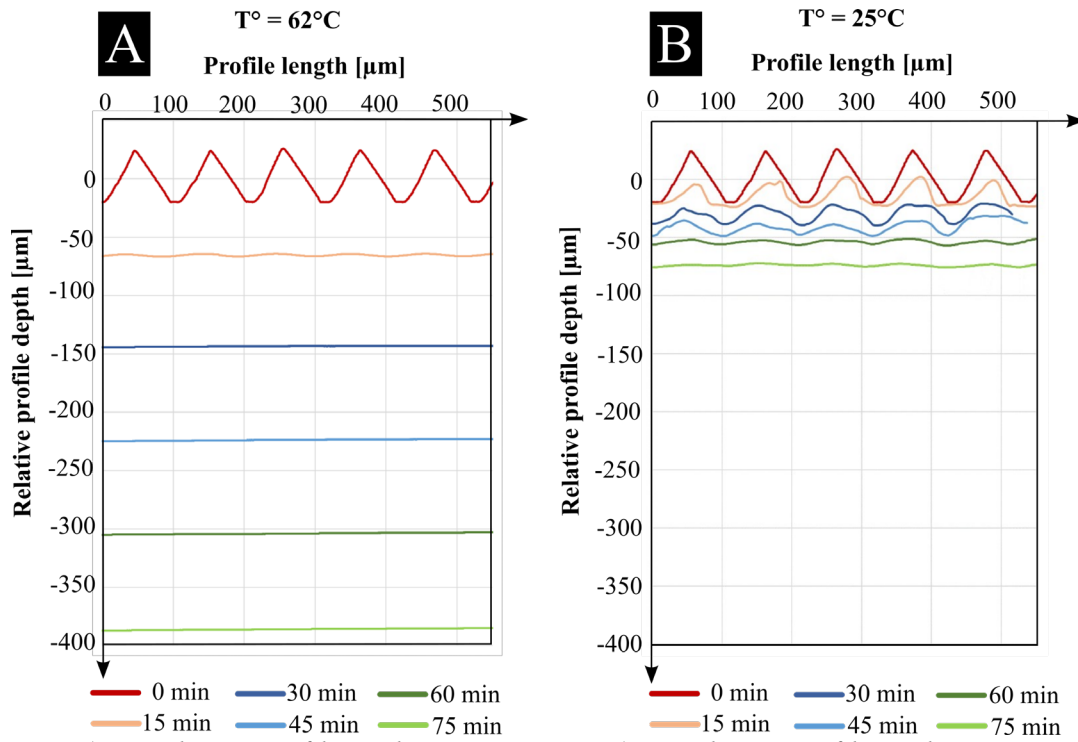 A
T° = 62°C
Profile length [µm]
0 100 200 300 400 500
Relative profile depth [µm]
0
-50
-100
-150
-200
-250
-300
-350
-400
0 min 30 min 60 min
15 min 45 min 75 min
B
T° = 25°C
Profile length [µm]
0 100 200 300 400 500
Relative profile depth [µm]
0
-50
-100
-150
-200
-250
-300
-350
-400
0 min 30 min 60 min
15 min 45 min 75 min